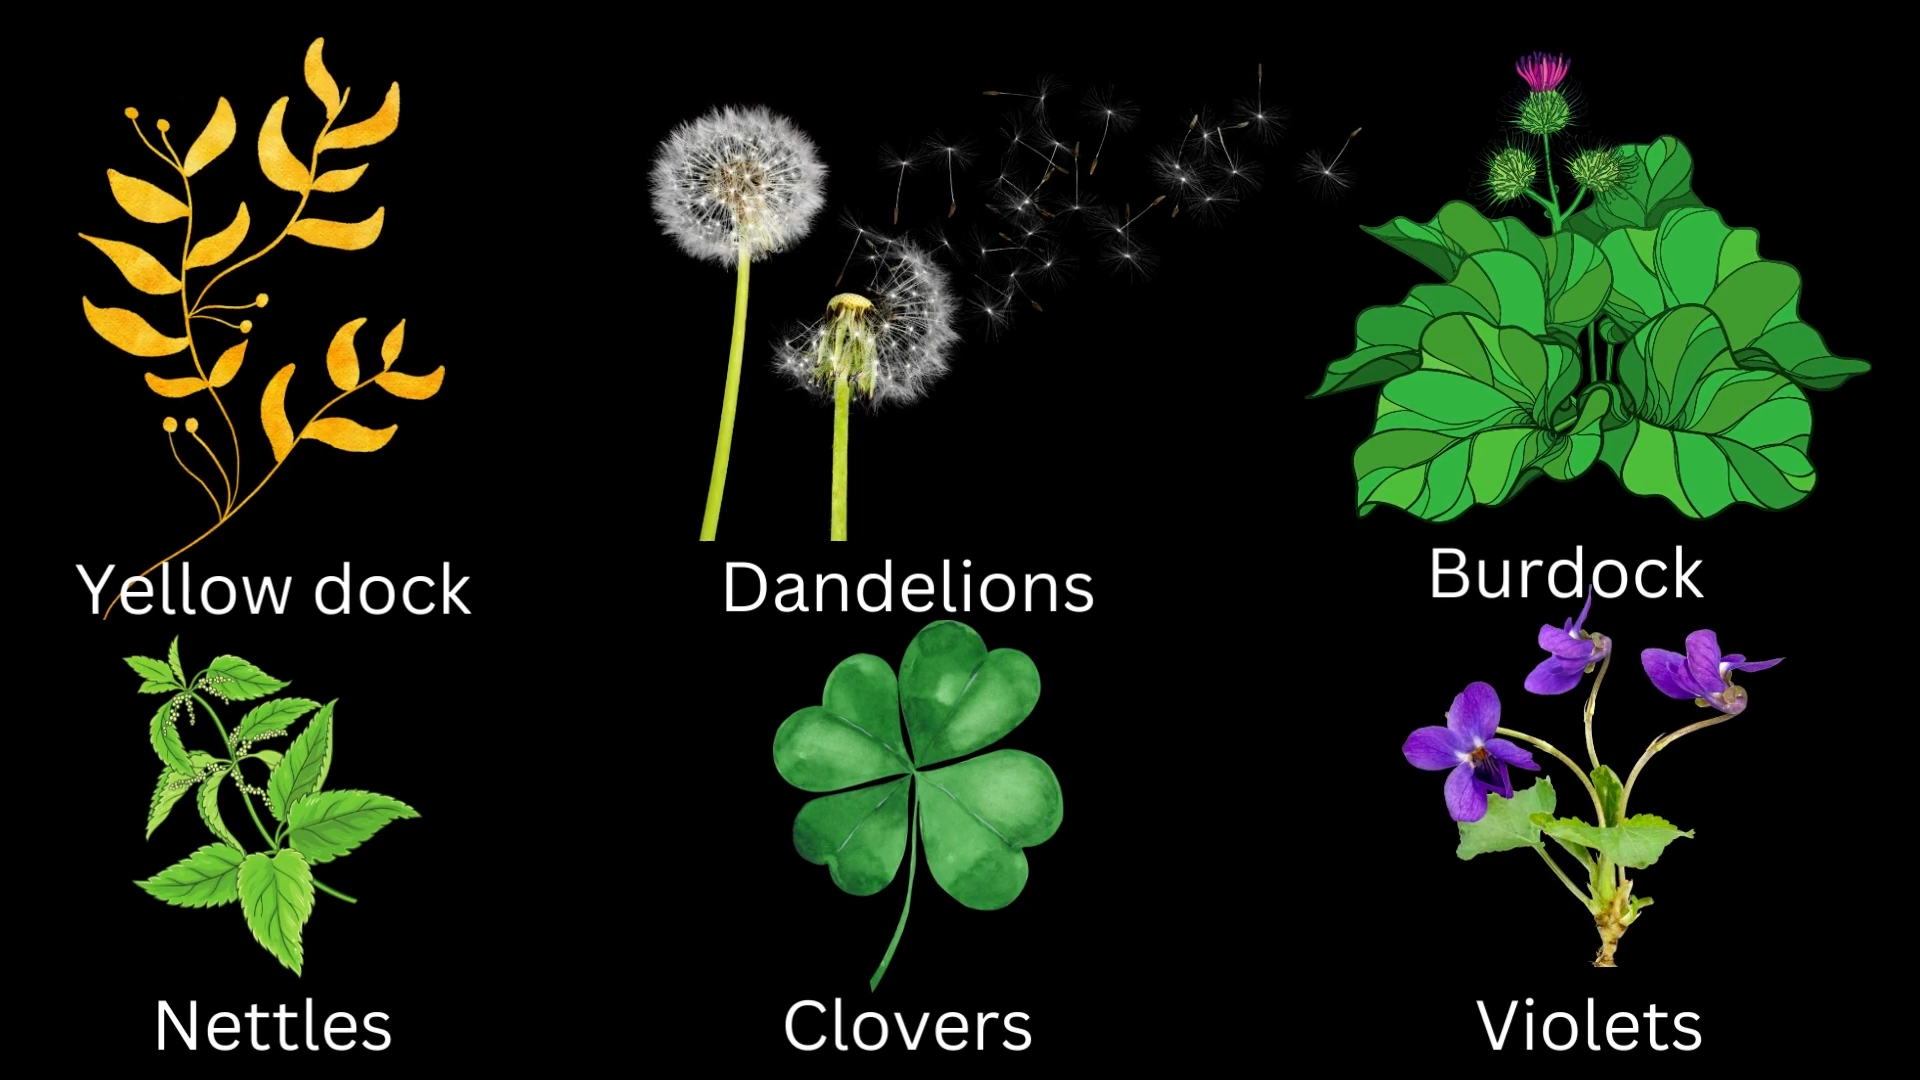 Yellow dock
Dandelions
Burdock
Nettles
Clovers
Violets